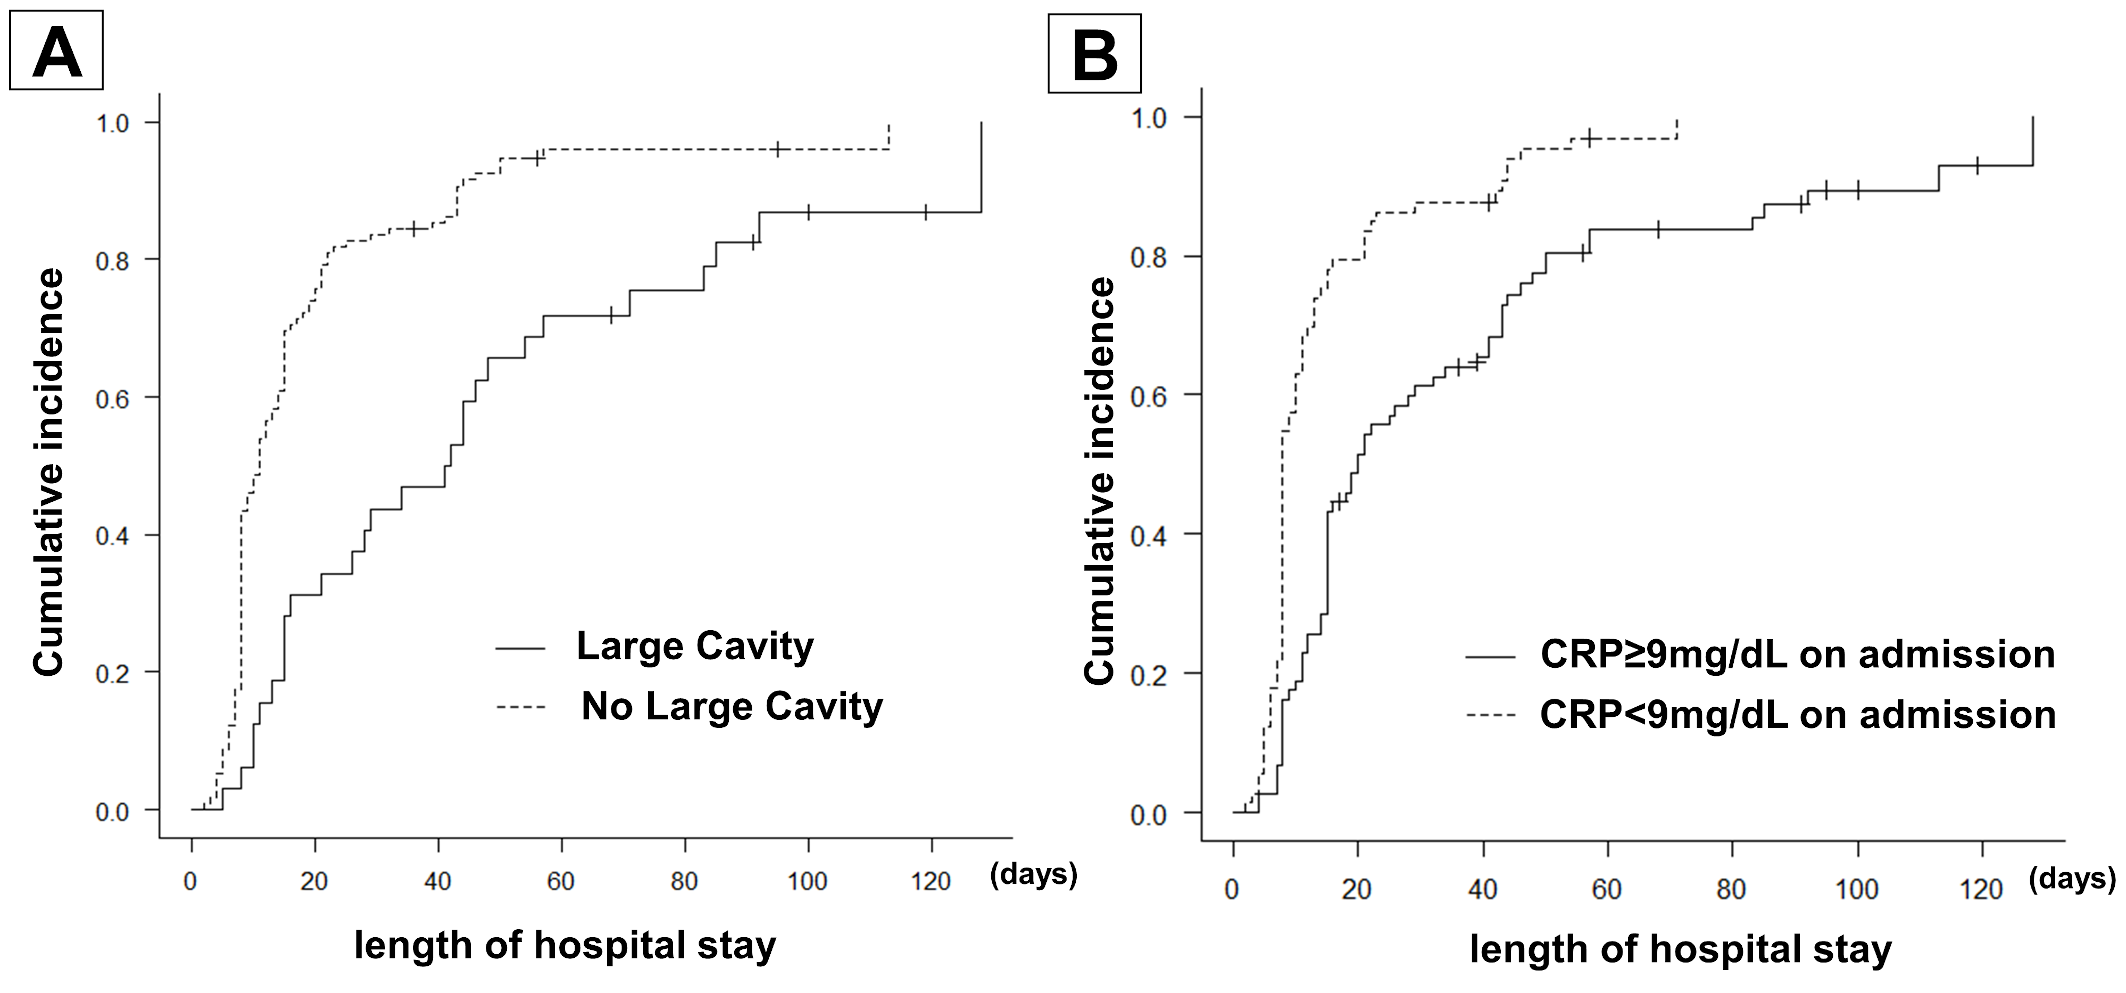 A
Cumulative incidence
1.0
0.8
0.6
0.4
0.2
0.0
Large Cavity
No Large Cavity
0 20 40 60 80 100 120 (days)
length of hospital stay
B
Cumulative incidence
1.0
0.8
0.6
0.4
0.2
0.0
CRP≥9mg/dL on admission
CRP<9mg/dL on admission
0 20 40 60 80 100 120 (days)
length of hospital stay